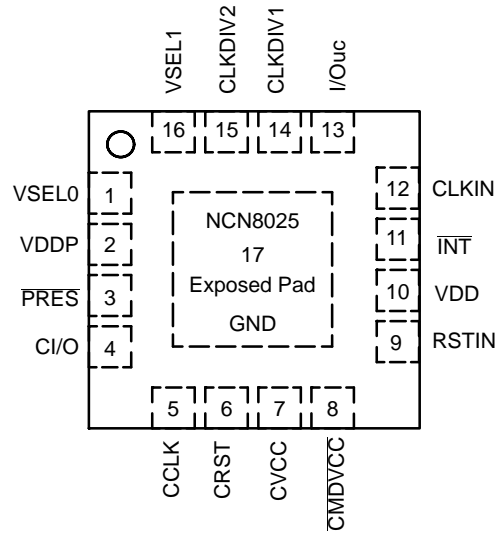 VSEL1
CLKDIV2
CLKDIV1
I/Ouc
16
15
14
13
VSEL0
1
VDDP
2
PRES
3
CI/O
4
NCN8025
17
Exposed Pad
GND
12
CLKIN
11
INT
10
VDD
9
RSTIN
5
6
7
8
CCLK
CRST
CVCC
CMDVCC